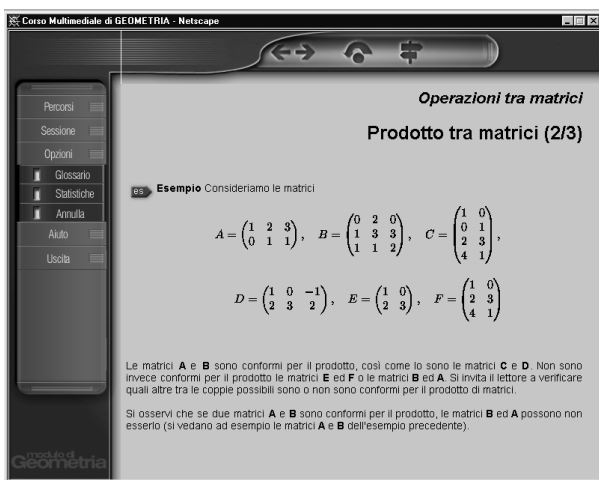 Corso Multimediale di GEOMETRIA - Netscape
Percorsi
Sessione
Opzioni
Glossario
Statistiche
Annulla
Aiuto
Uscita
Operazioni tra matrici
Prodotto tra matrici (2/3)
es. Esempio Consideriamo le matrici
A = (1 2 3; 0 1 1), B = (0 2 0; 1 3 3; 1 1 2), C = (1 0; 0 1; 2 3; 4 1),
D = (1 0 -1; 2 3 2), E = (1 0; 2 3), F = (1 0; 2 3; 4 1)
Le matrici A e B sono conformi per il prodotto, così come lo sono le matrici C e D. Non sono
invece conformi per il prodotto le matrici E ed F o le matrici B ed A. Si invita il lettore a verificare
quali altre tra le coppie possibili sono o non sono conformi per il prodotto di matrici.
Si osservi che se due matrici A e B sono conformi per il prodotto, le matrici B ed A possono non
esserlo (si vedano ad esempio le matrici A e B dell'esempio precedente).
modulo di
Geometria